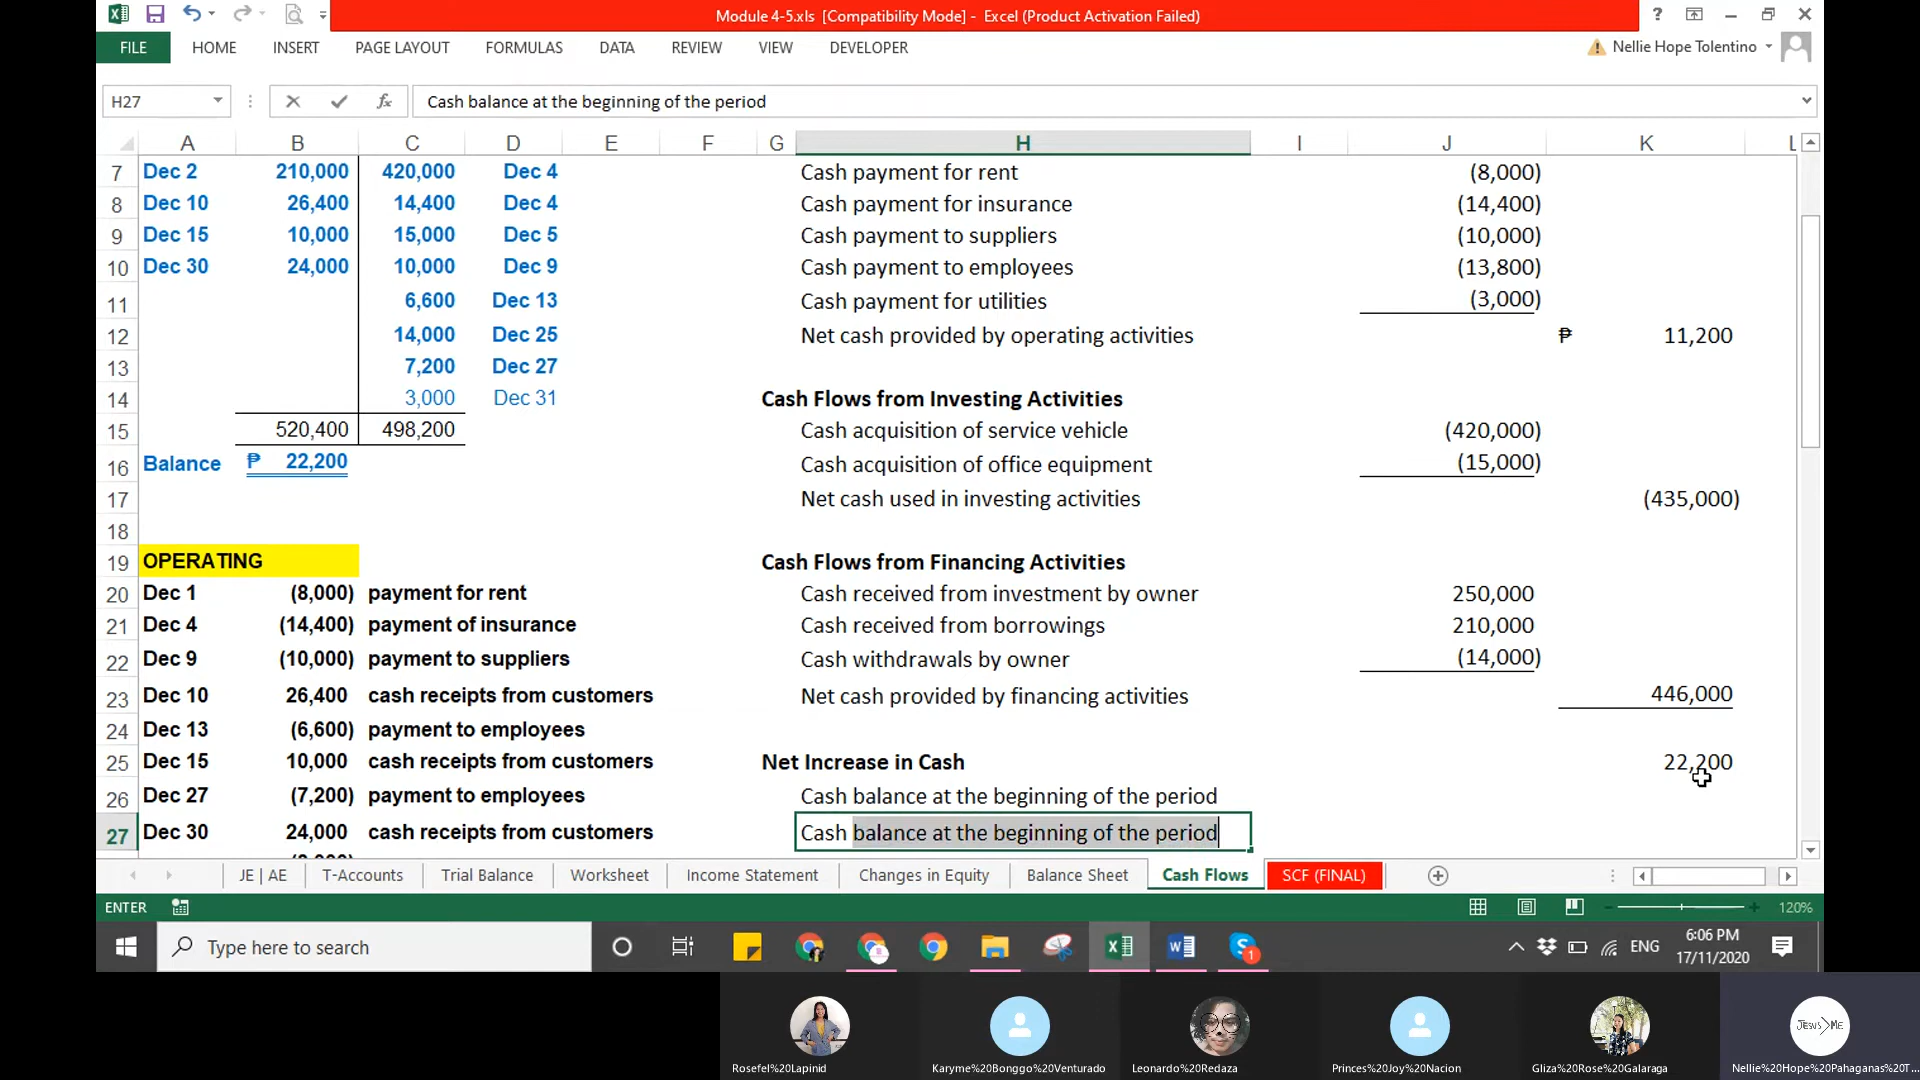 Module 4-5.xls [Compatibility Mode] - Excel (Product Activation Failed)
FILE HOME INSERT PAGE LAYOUT FORMULAS DATA REVIEW VIEW DEVELOPER Nellie Hope Tolentino
H27 fx Cash balance at the beginning of the period
A B C D E F G H I J K L
7 Dec 2 210,000 420,000 Dec 4 Cash payment for rent (8,000)
8 Dec 10 26,400 14,400 Dec 4 Cash payment for insurance (14,400)
9 Dec 15 10,000 15,000 Dec 5 Cash payment to suppliers (10,000)
10 Dec 30 24,000 10,000 Dec 9 Cash payment to employees (13,800)
11 6,600 Dec 13 Cash payment for utilities (3,000)
12 14,000 Dec 25 Net cash provided by operating activities ₱ 11,200
13 7,200 Dec 27
14 3,000 Dec 31 Cash Flows from Investing Activities
15 520,400 498,200 Cash acquisition of service vehicle (420,000)
16 Balance ₱ 22,200 Cash acquisition of office equipment (15,000)
17 Net cash used in investing activities (435,000)
18
19 OPERATING Cash Flows from Financing Activities
20 Dec 1 (8,000) payment for rent Cash received from investment by owner 250,000
21 Dec 4 (14,400) payment of insurance Cash received from borrowings 210,000
22 Dec 9 (10,000) payment to suppliers Cash withdrawals by owner (14,000)
23 Dec 10 26,400 cash receipts from customers Net cash provided by financing activities 446,000
24 Dec 13 (6,600) payment to employees
25 Dec 15 10,000 cash receipts from customers Net Increase in Cash 22,200
26 Dec 27 (7,200) payment to employees Cash balance at the beginning of the period
27 Dec 30 24,000 cash receipts from customers Cash balance at the beginning of the period
JE | AE T-Accounts Trial Balance Worksheet Income Statement Changes in Equity Balance Sheet Cash Flows SCF (FINAL)
ENTER 120%
Type here to search ENG 6:06 PM
17/11/2020
JESUS>ME
Rosefel%20Lapinid Karyme%20Bonggo%20Venturado Leonardo%20Redaza Princes%20Joy%20Nacion Gliza%20Rose%20Galaraga Nellie%20Hope%20Pahaganas%20T...